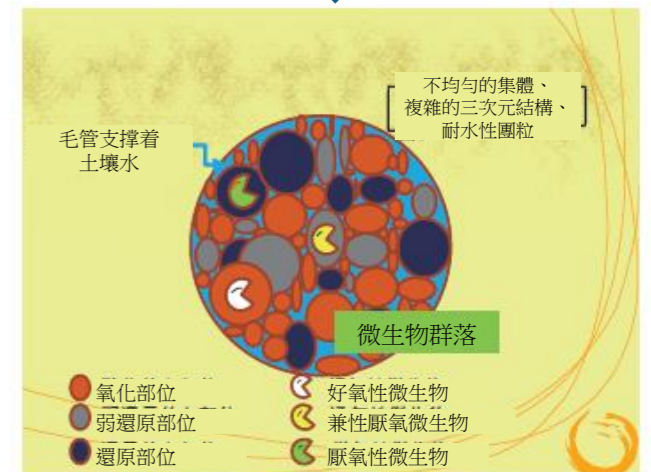 不均勻的集體、
複雜的三次元結構、
耐水性團粒
毛管支撐着
土壤水
微生物群落
氧化部位
好氧性微生物
弱還原部位
兼性厭氧微生物
還原部位
厭氧性微生物